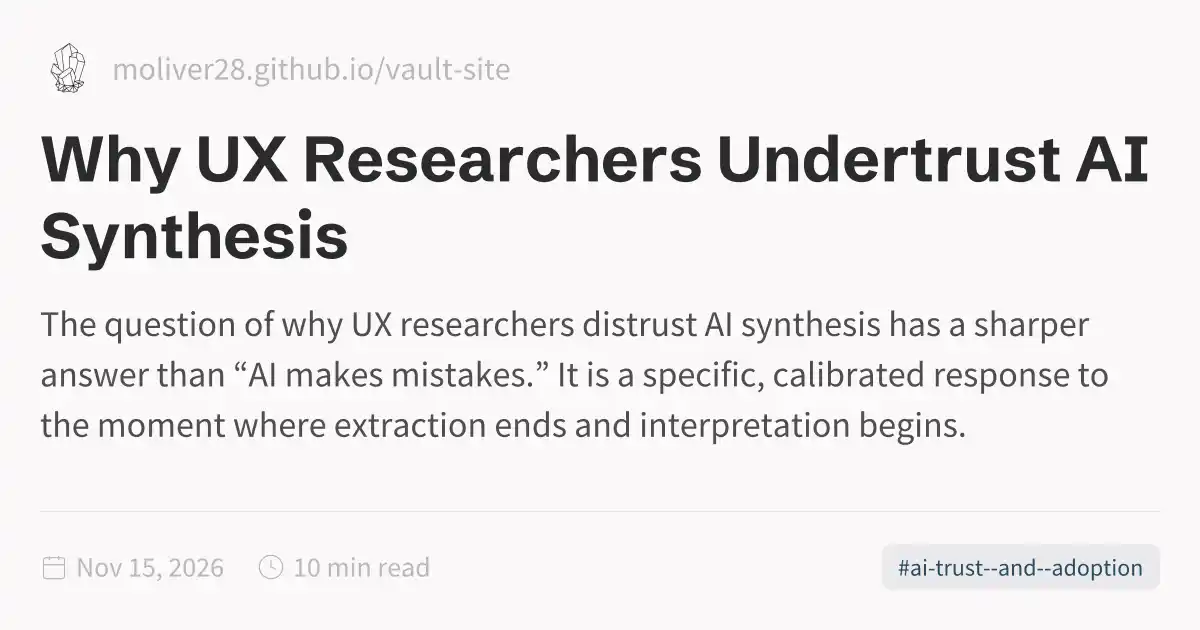 moliver28.github.io/vault-site
Why UX Researchers Undertrust AI
Synthesis
The question of why UX researchers distrust AI synthesis has a sharper
answer than “AI makes mistakes.” It is a specific, calibrated response to
the moment where extraction ends and interpretation begins.
Nov 15, 2026 10 min read #ai-trust--and--adoption